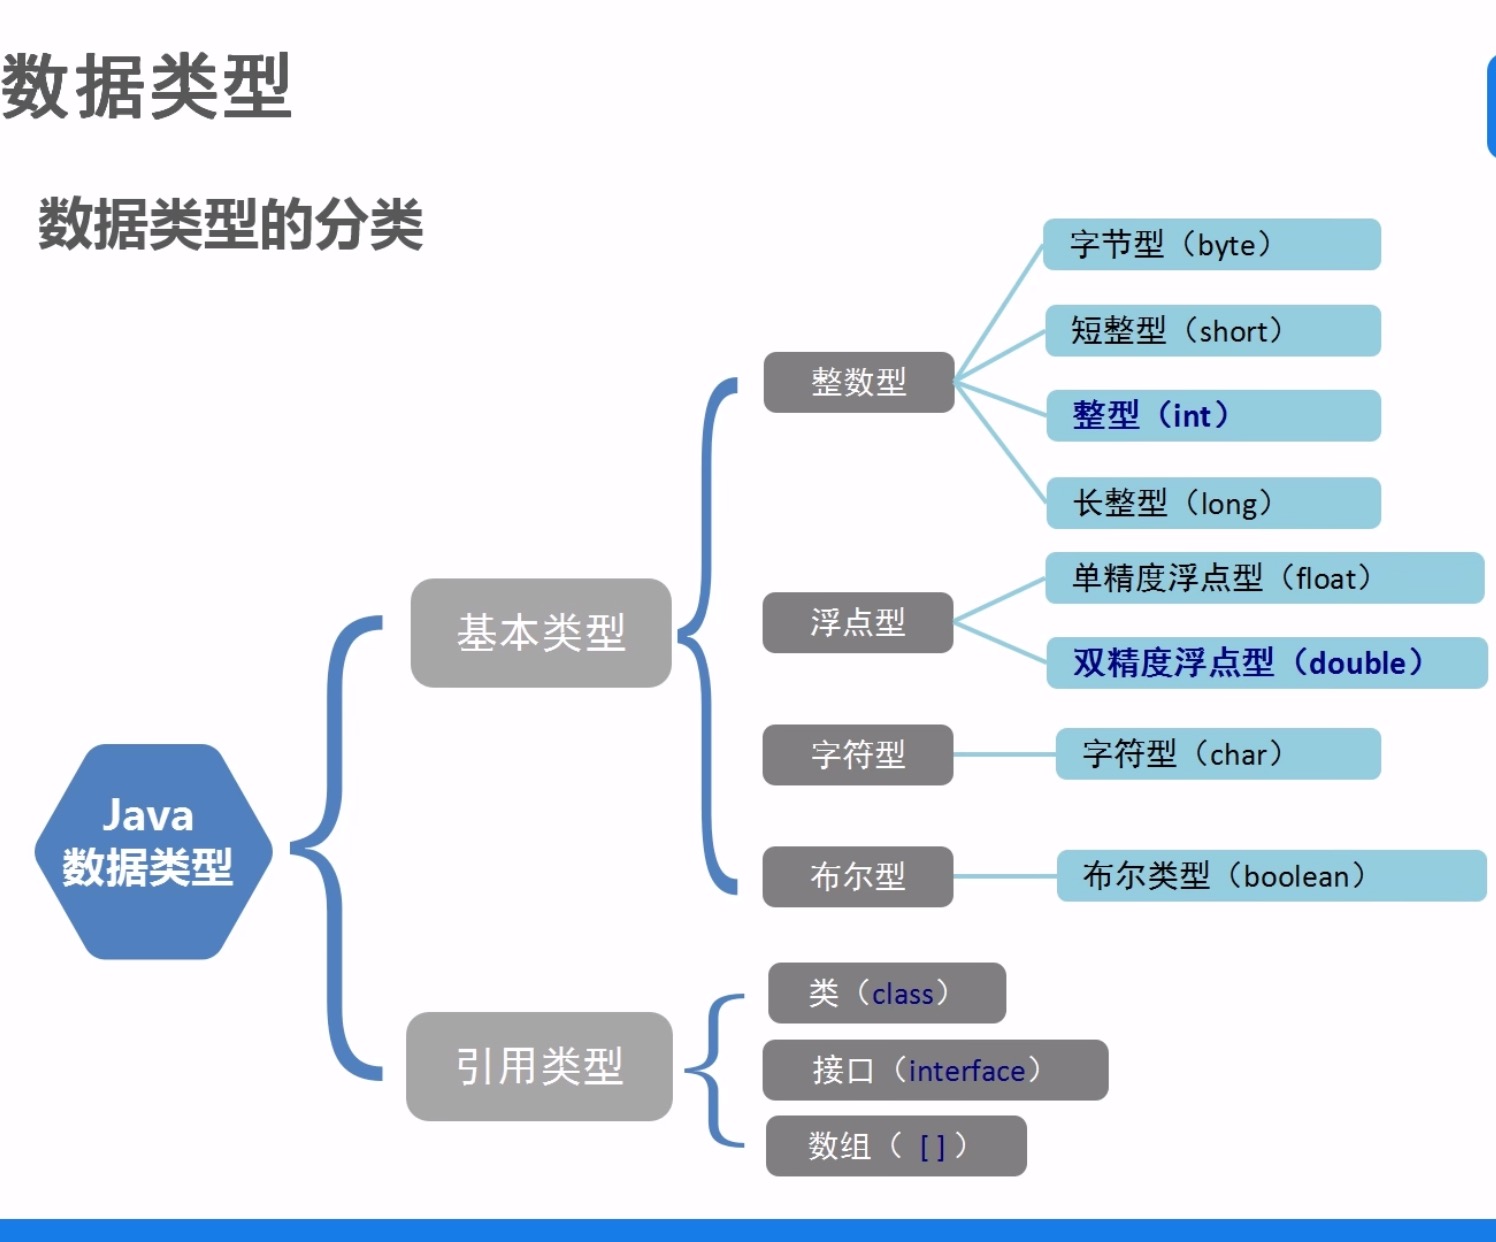 数据类型
数据类型的分类
Java
数据类型
基本类型
整数型
字节型（byte）
短整型（short）
整型（int）
长整型（long）
浮点型
单精度浮点型（float）
双精度浮点型（double）
字符型
字符型（char）
布尔型
布尔类型（boolean）
引用类型
类（class）
接口（interface）
数组（ [ ] ）